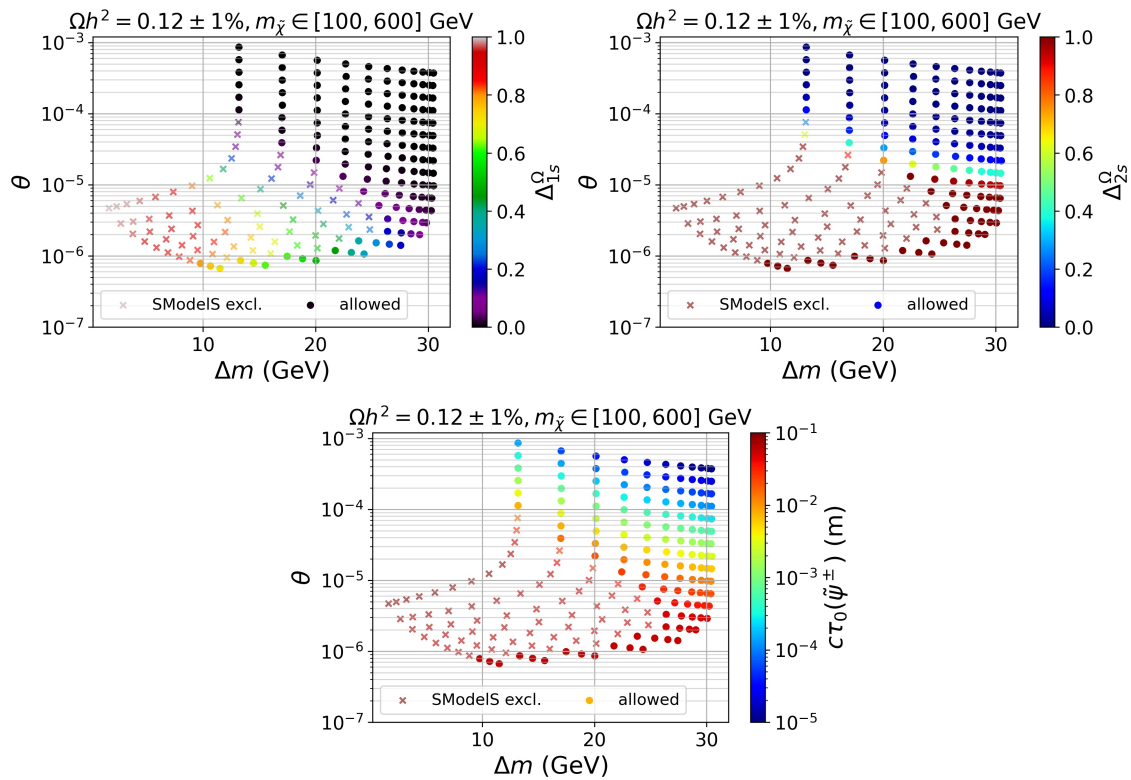 Ωh² = 0.12 ± 1%, m_χ̃ ∈ [100, 600] GeV
10⁻³
10⁻⁴
10⁻⁵
10⁻⁶
10⁻⁷
θ
SModelS excl.
allowed
10 20 30
Δm (GeV)
1.0
0.8
0.6
0.4
0.2
0.0
Δ^Ω_1s
Ωh² = 0.12 ± 1%, m_χ̃ ∈ [100, 600] GeV
10⁻³
10⁻⁴
10⁻⁵
10⁻⁶
10⁻⁷
θ
SModelS excl.
allowed
10 20 30
Δm (GeV)
1.0
0.8
0.6
0.4
0.2
0.0
Δ^Ω_2s
Ωh² = 0.12 ± 1%, m_χ̃ ∈ [100, 600] GeV
10⁻³
10⁻⁴
10⁻⁵
10⁻⁶
10⁻⁷
θ
SModelS excl.
allowed
10 20 30
Δm (GeV)
10⁻¹
10⁻²
10⁻³
10⁻⁴
10⁻⁵
cτ₀(ψ̃^±) (m)